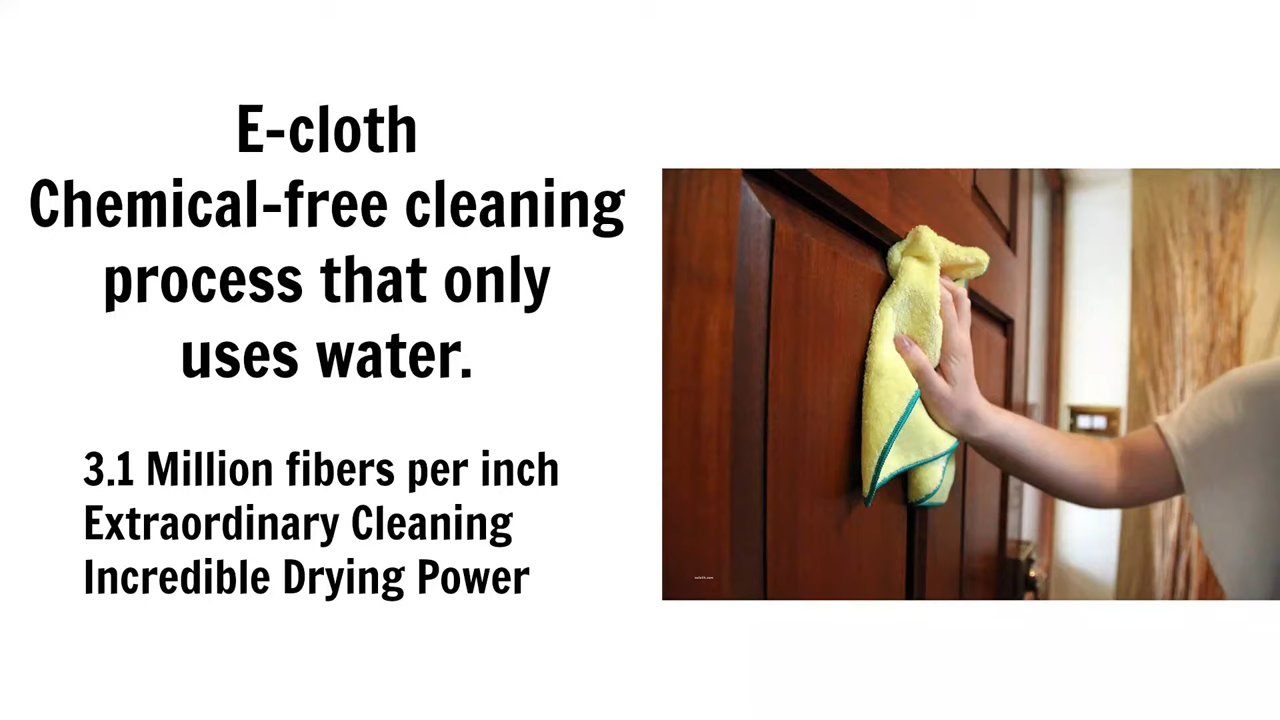 E-cloth
Chemical-free cleaning
process that only
uses water.
3.1 Million fibers per inch
Extraordinary Cleaning
Incredible Drying Power